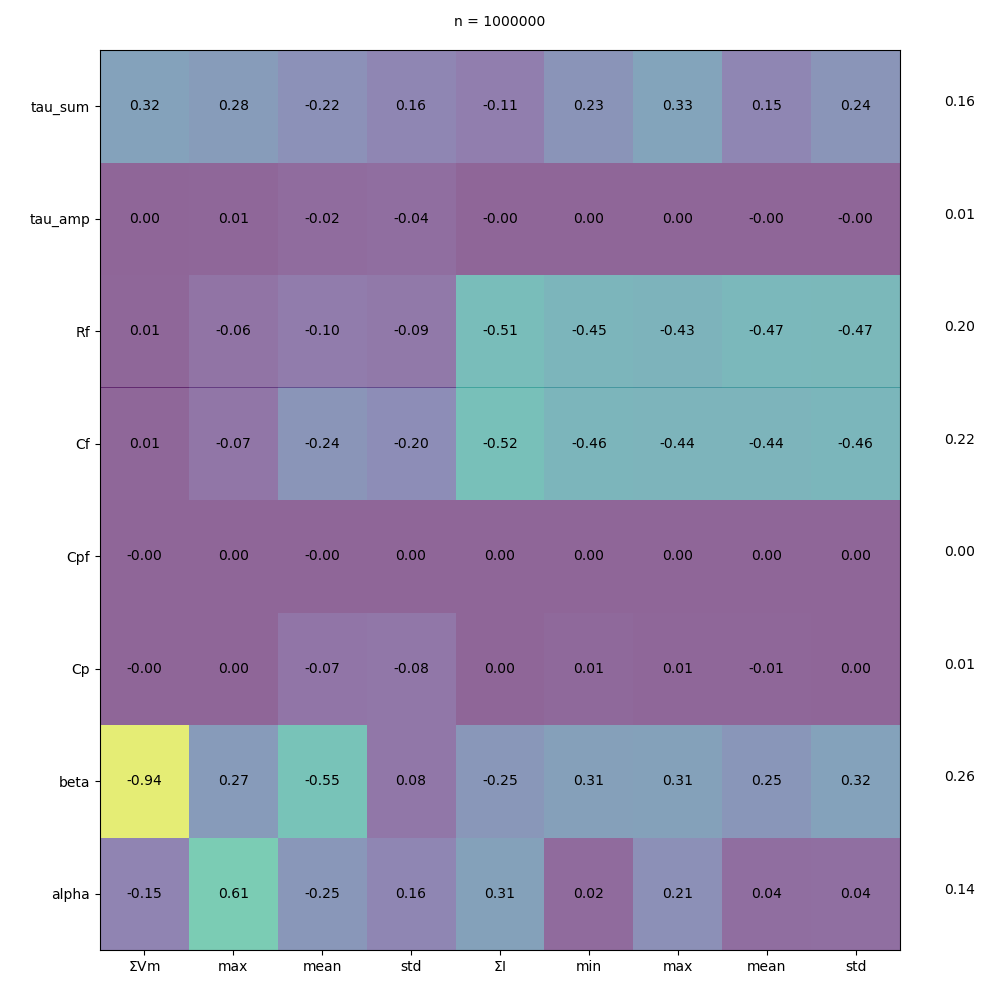 n = 1000000
tau_sum 0.32 0.28 -0.22 0.16 -0.11 0.23 0.33 0.15 0.24 0.16
tau_amp 0.00 0.01 -0.02 -0.04 -0.00 0.00 0.00 -0.00 -0.00 0.01
Rf 0.01 -0.06 -0.10 -0.09 -0.51 -0.45 -0.43 -0.47 -0.47 0.20
Cf 0.01 -0.07 -0.24 -0.20 -0.52 -0.46 -0.44 -0.44 -0.46 0.22
Cpf -0.00 0.00 -0.00 0.00 0.00 0.00 0.00 0.00 0.00 0.00
Cp -0.00 0.00 -0.07 -0.08 0.00 0.01 0.01 -0.01 0.00 0.01
beta -0.94 0.27 -0.55 0.08 -0.25 0.31 0.31 0.25 0.32 0.26
alpha -0.15 0.61 -0.25 0.16 0.31 0.02 0.21 0.04 0.04 0.14
ΣVm max mean std ΣI min max mean std